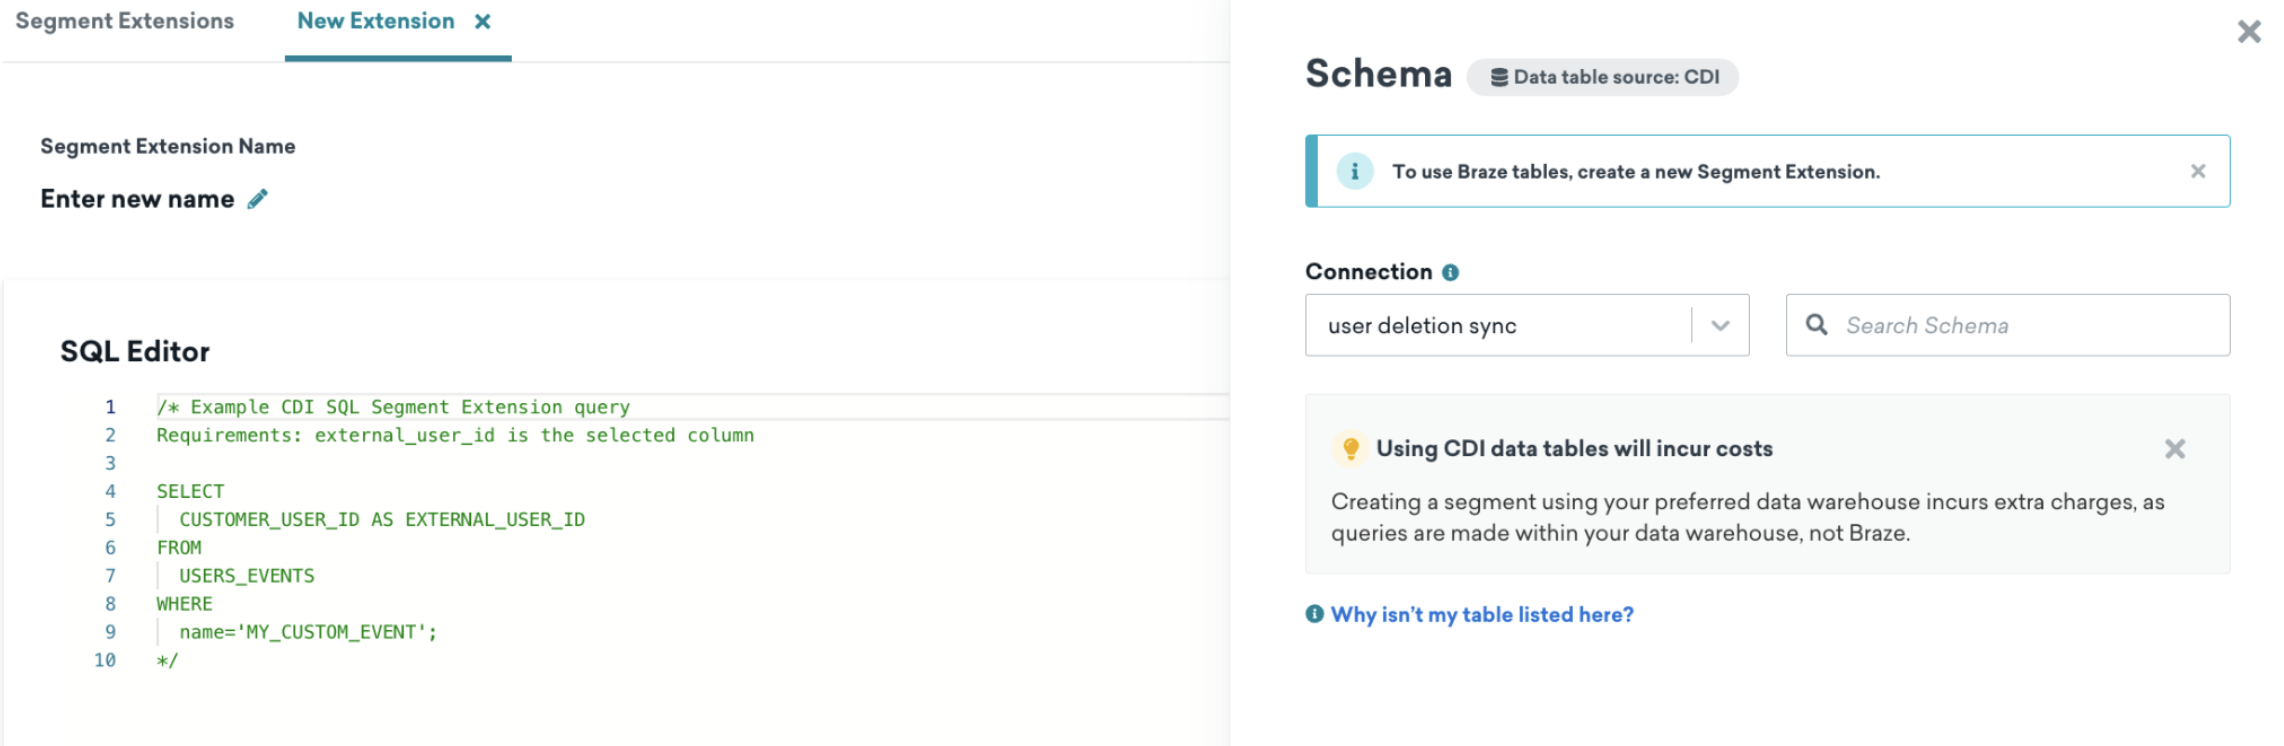 Segment Extensions
New Extension
Segment Extension Name
Enter new name
SQL Editor
1 /* Example CDI SQL Segment Extension query
2 Requirements: external_user_id is the selected column
3
4 SELECT
5 CUSTOMER_USER_ID AS EXTERNAL_USER_ID
6 FROM
7 USERS_EVENTS
8 WHERE
9 name='MY_CUSTOM_EVENT';
10 */
Schema
Data table source: CDI
To use Braze tables, create a new Segment Extension.
Connection
user deletion sync
Search Schema
Using CDI data tables will incur costs
Creating a segment using your preferred data warehouse incurs extra charges, as
queries are made within your data warehouse, not Braze.
Why isn't my table listed here?